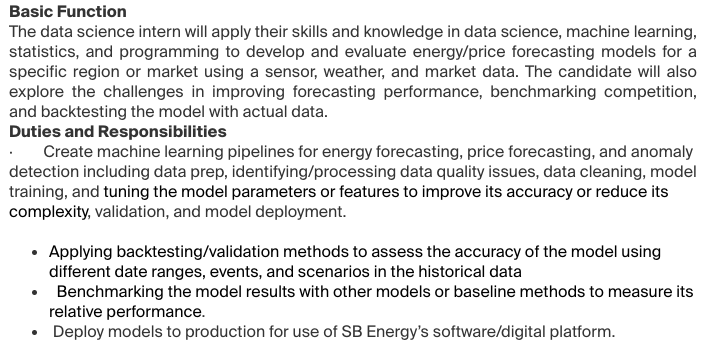 Basic Function
The data science intern will apply their skills and knowledge in data science, machine learning,
statistics, and programming to develop and evaluate energy/price forecasting models for a
specific region or market using a sensor, weather, and market data. The candidate will also
explore the challenges in improving forecasting performance, benchmarking competition,
and backtesting the model with actual data.
Duties and Responsibilities
· Create machine learning pipelines for energy forecasting, price forecasting, and anomaly
detection including data prep, identifying/processing data quality issues, data cleaning, model
training, and tuning the model parameters or features to improve its accuracy or reduce its
complexity, validation, and model deployment.
• Applying backtesting/validation methods to assess the accuracy of the model using
different date ranges, events, and scenarios in the historical data
• Benchmarking the model results with other models or baseline methods to measure its
relative performance.
• Deploy models to production for use of SB Energy's software/digital platform.